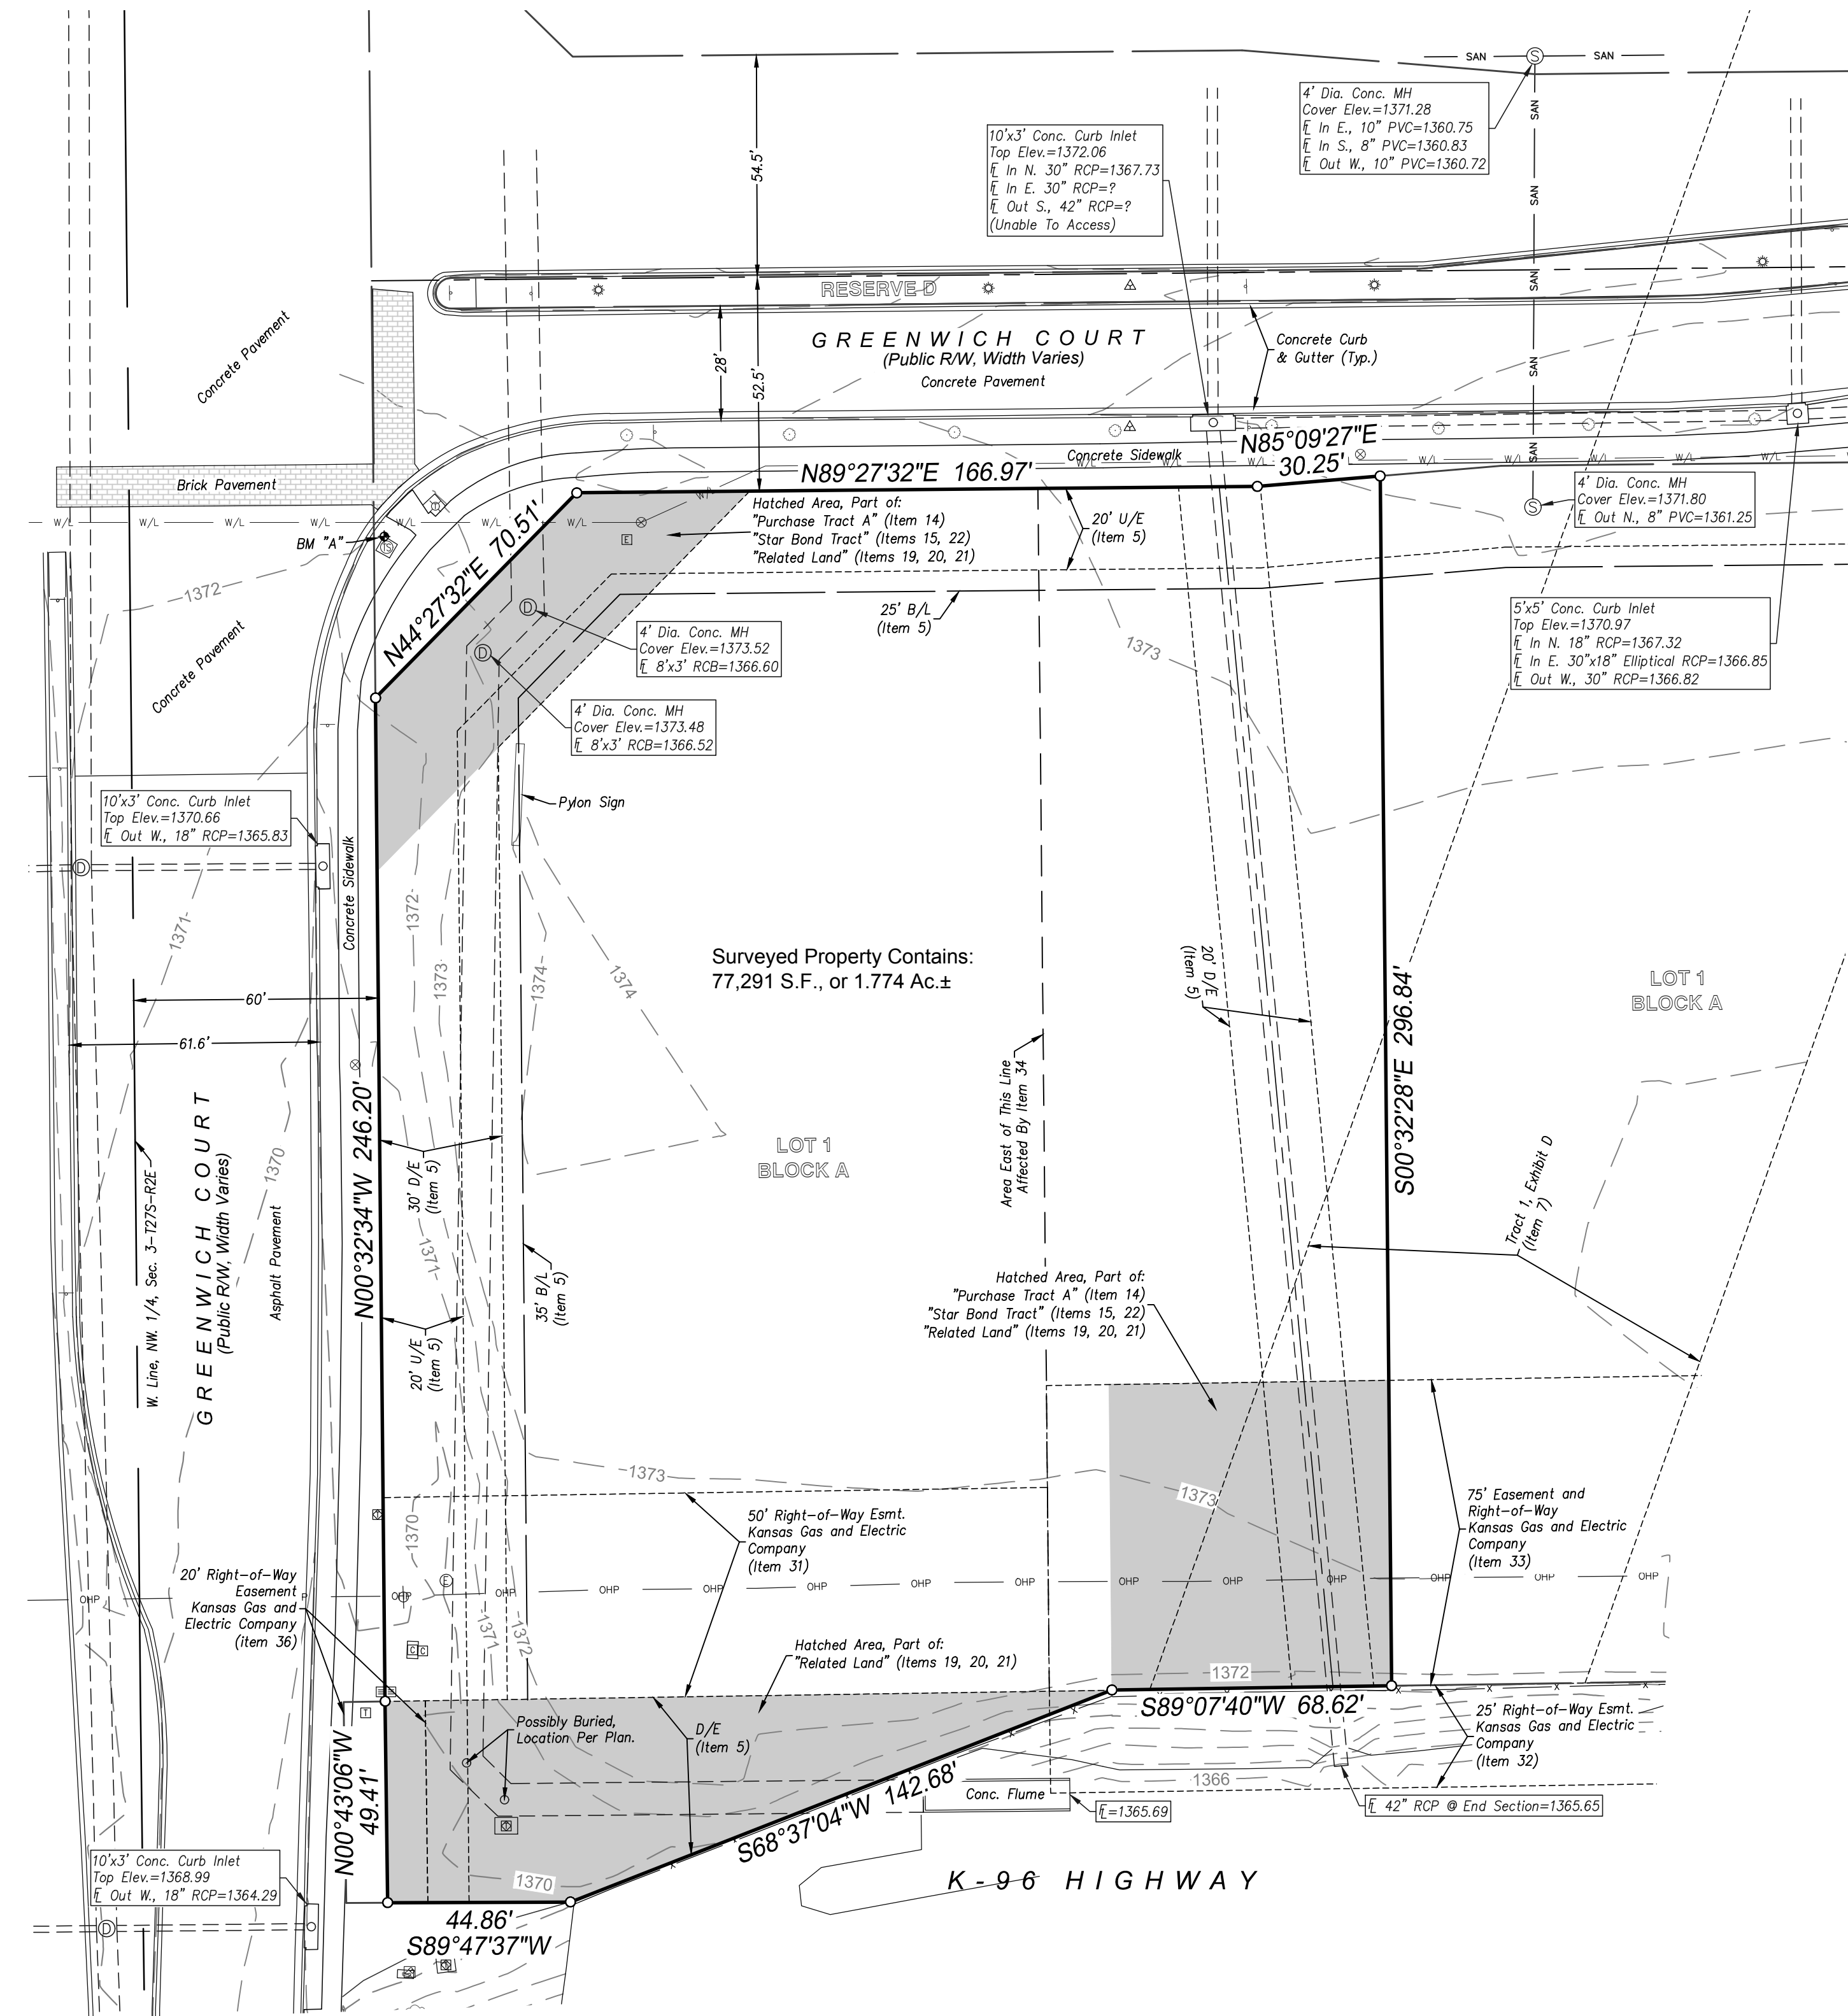 54.5'
SAN
SAN
4' Dia. Conc. MH
Cover Elev.=1371.28
℄ In E., 10" PVC=1360.75
℄ In S., 8" PVC=1360.83
℄ Out W., 10" PVC=1360.72
SAN
SAN
SAN
SAN
SAN
10'x3' Conc. Curb Inlet
Top Elev.=1372.06
℄ In N. 30" RCP=1367.73
℄ In E. 30" RCP=?
℄ Out S., 42" RCP=?
(Unable To Access)
RESERVE D
Concrete Pavement
GREENWICH COURT
(Public R/W, Width Varies)
Concrete Pavement
28'
52.5'
Concrete Curb
& Gutter (Typ.)
N85°09'27"E
30.25'
N89°27'32"E 166.97'
Concrete Sidewalk
W/L W/L W/L W/L W/L W/L W/L
Brick Pavement
W/L W/L W/L W/L W/L W/L W/L W/L
BM "A"
S
T
E
Hatched Area, Part of:
"Purchase Tract A" (Item 14)
"Star Bond Tract" (Items 15, 22)
"Related Land" (Items 19, 20, 21)
20' U/E
(Item 5)
S
4' Dia. Conc. MH
Cover Elev.=1371.80
℄ Out N., 8" PVC=1361.25
N44°27'32"E 70.51'
1372
25' B/L
(Item 5)
D
4' Dia. Conc. MH
Cover Elev.=1373.52
℄ 8'x3' RCB=1366.60
1373
5'x5' Conc. Curb Inlet
Top Elev.=1370.97
℄ In N. 18" RCP=1367.32
℄ In E. 30"x18" Elliptical RCP=1366.85
℄ Out W., 30" RCP=1366.82
Concrete Pavement
D
4' Dia. Conc. MH
Cover Elev.=1373.48
℄ 8'x3' RCB=1366.52
Pylon Sign
10'x3' Conc. Curb Inlet
Top Elev.=1370.66
℄ Out W., 18" RCP=1365.83
D
Concrete Sidewalk
1371
1372
1373
1374
1374
Surveyed Property Contains:
77,291 S.F., or 1.774 Ac.±
20' D/E
(Item 5)
LOT 1
BLOCK A
60'
61.6'
S00°32'28"E 296.84'
Area East of This Line
Affected By Item 34
LOT 1
BLOCK A
N00°32'34"W 246.20'
30' D/E
(Item 5)
W. Line, NW. 1/4, Sec. 3-T27S-R2E
GREENWICH COURT
(Public R/W, Width Varies)
1370
Asphalt Pavement
1371
35' B/L
(Item 5)
20' U/E
(Item 5)
Tract 1, Exhibit D
(Item 7)
Hatched Area, Part of:
"Purchase Tract A" (Item 14)
"Star Bond Tract" (Items 15, 22)
"Related Land" (Items 19, 20, 21)
1373
1373
1370
50' Right-of-Way Esmt.
Kansas Gas and Electric
Company
(Item 31)
75' Easement and
Right-of-Way
Kansas Gas and Electric
Company
(Item 33)
20' Right-of-Way
Easement
Kansas Gas and
Electric Company
(item 36)
OHP OHP OHP OHP OHP OHP OHP OHP OHP OHP OHP OHP OHP
E
C C
1371
1372
Hatched Area, Part of:
"Related Land" (Items 19, 20, 21)
1372
T
Possibly Buried,
Location Per Plan.
D/E
(Item 5)
S89°07'40"W 68.62'
25' Right-of-Way Esmt.
Kansas Gas and Electric
Company
(Item 32)
1366
N00°43'06"W
49.41'
S68°37'04"W 142.68'
Conc. Flume
℄=1365.69
℄ 42" RCP @ End Section=1365.65
10'x3' Conc. Curb Inlet
Top Elev.=1368.99
℄ Out W., 18" RCP=1364.29
D
1370
K-96 HIGHWAY
44.86'
S89°47'37"W